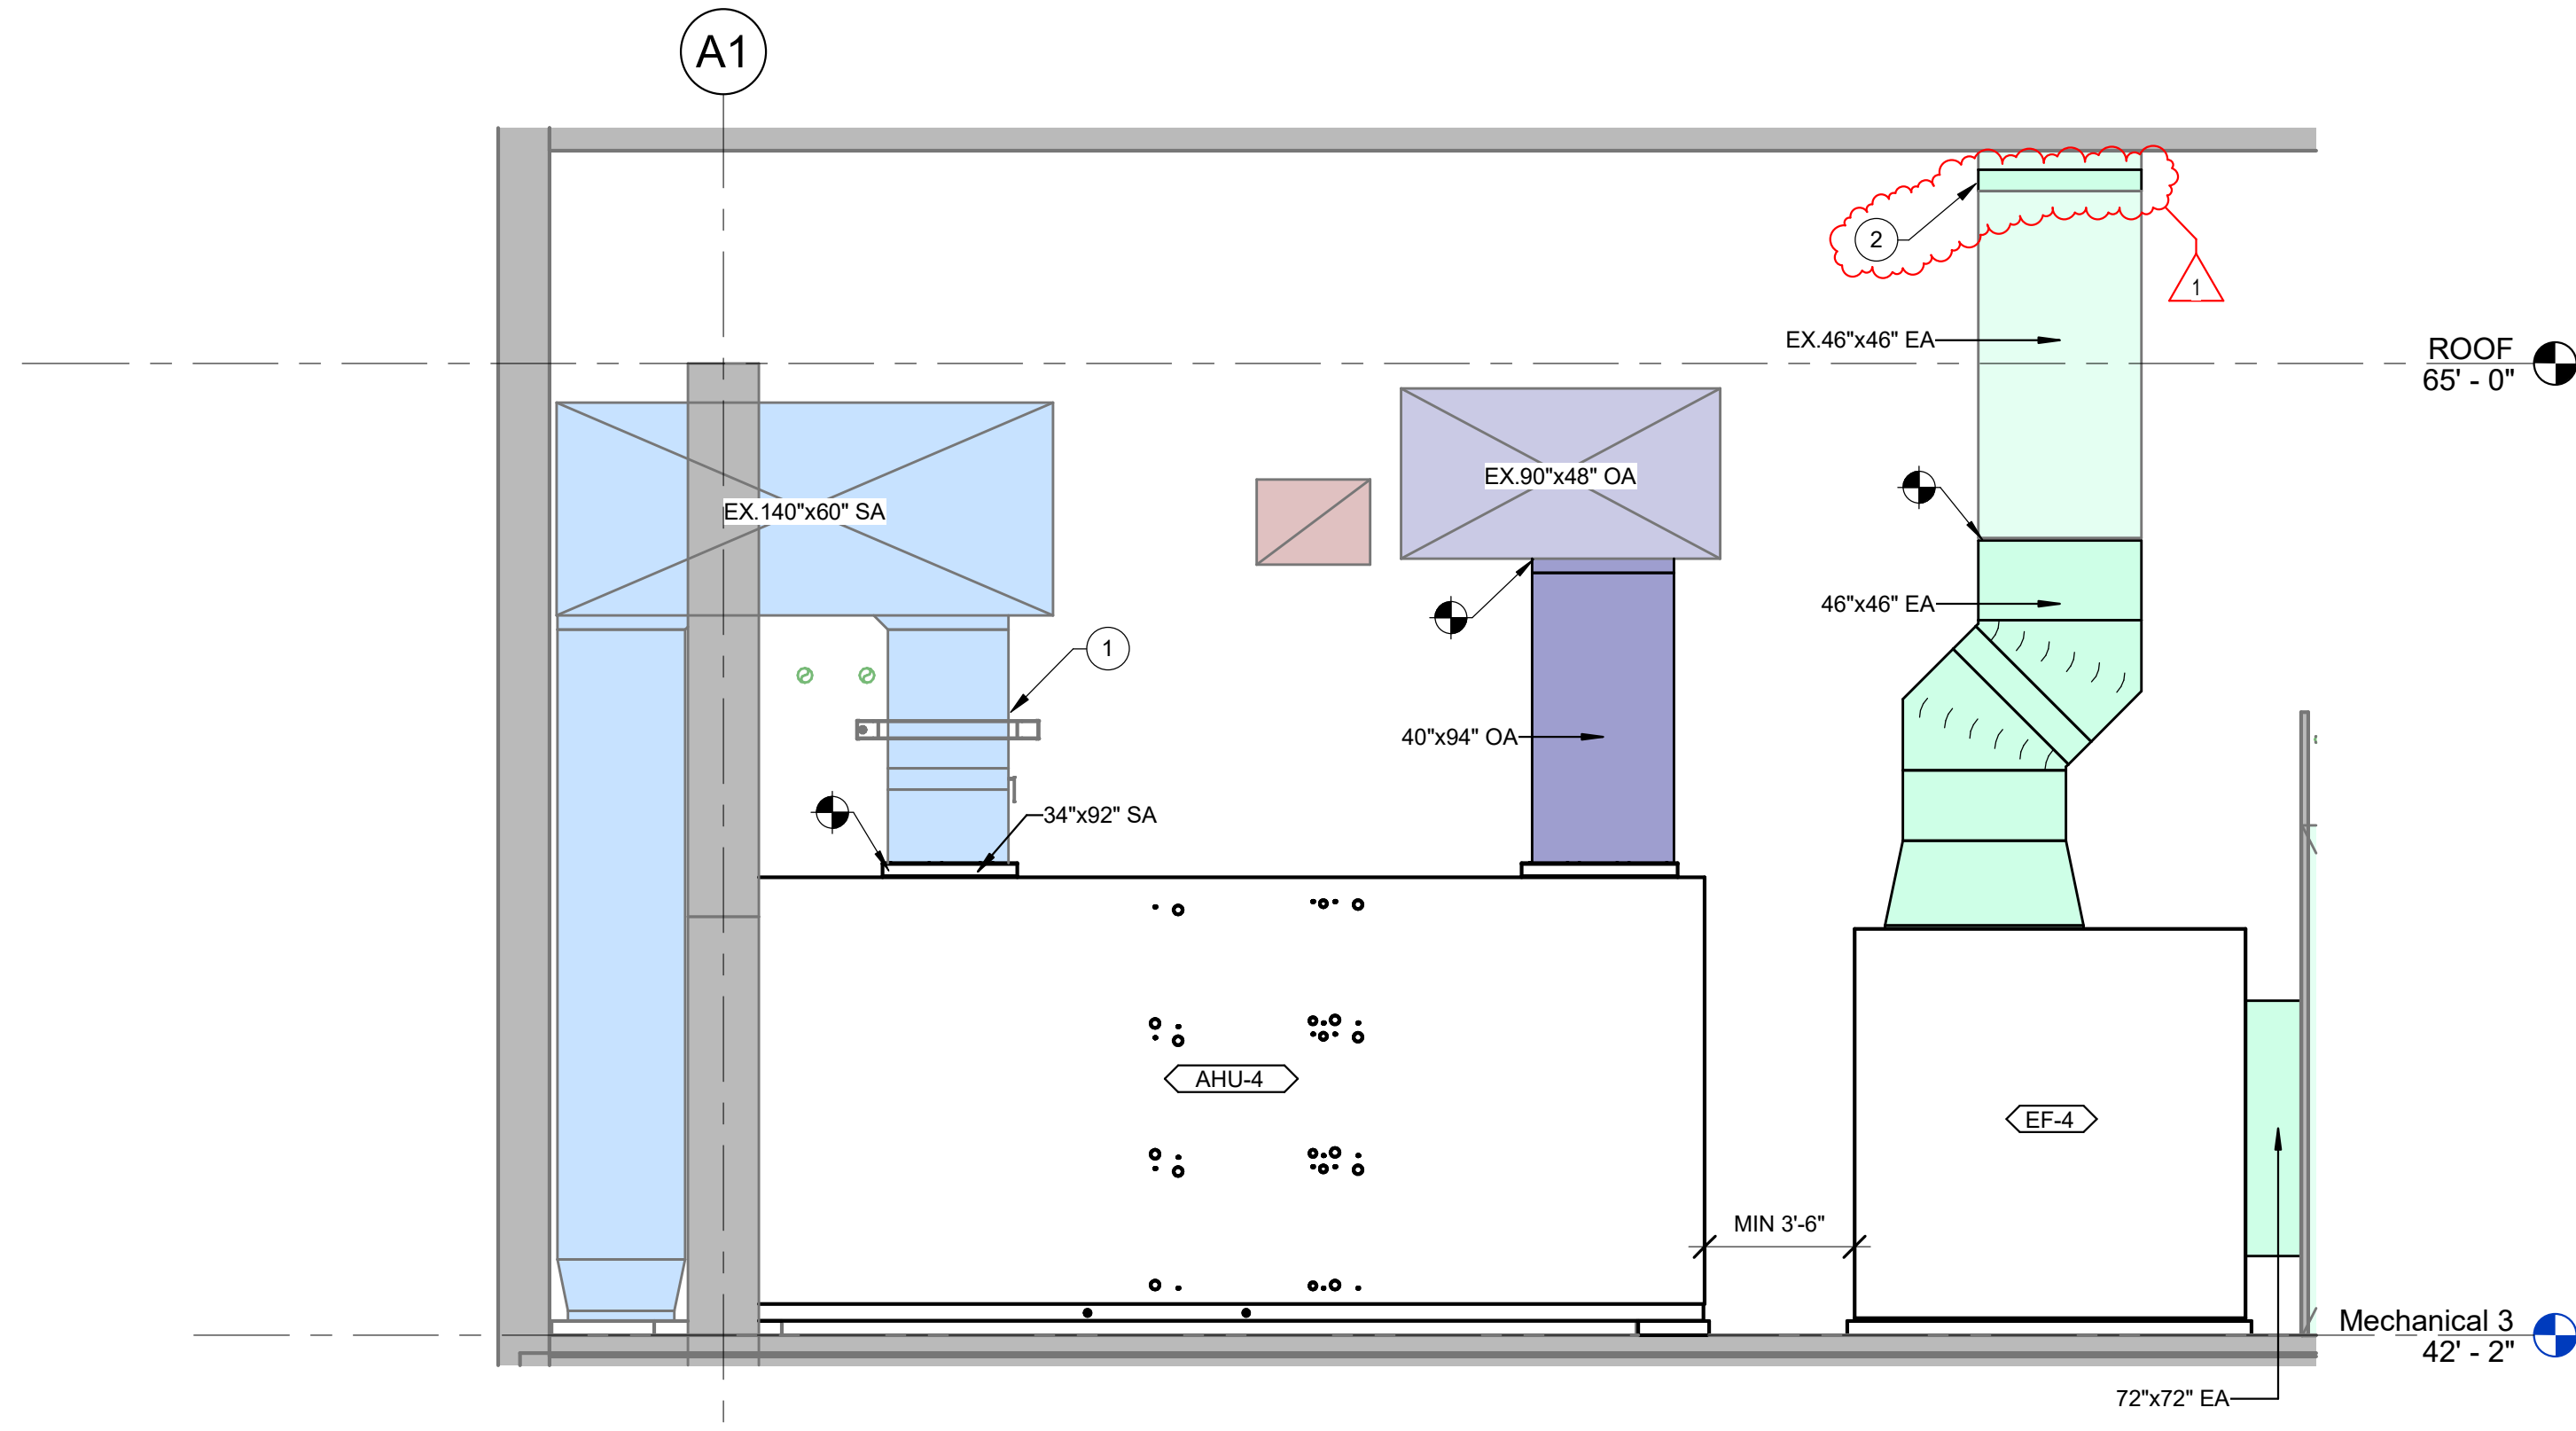 A1
2
1
EX.46"x46" EA
ROOF
65' - 0"
EX.90"x48" OA
EX.140"x60" SA
46"x46" EA
1
40"x94" OA
34"x92" SA
AHU-4
EF-4
MIN 3'-6"
Mechanical 3
42' - 2"
72"x72" EA